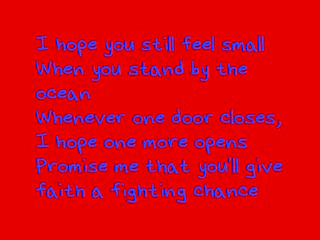 I hope you still feel small
When you stand by the
ocean
Whenever one door closes,
I hope one more opens
Promise me that you'll give
faith a fighting chance